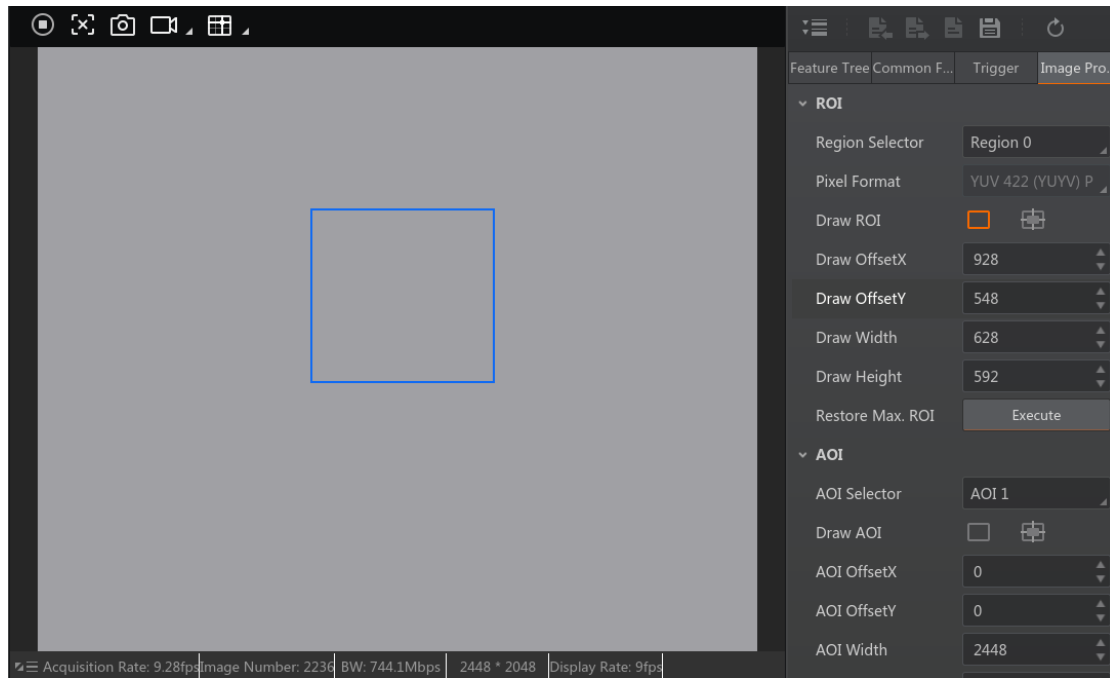 Feature Tree Common F... Trigger Image Pro.
ROI
Region Selector Region 0
Pixel Format YUV 422 (YUYV) P
Draw ROI
Draw OffsetX 928
Draw OffsetY 548
Draw Width 628
Draw Height 592
Restore Max. ROI Execute
AOI
AOI Selector AOI 1
Draw AOI
AOI OffsetX 0
AOI OffsetY 0
AOI Width 2448
Acquisition Rate: 9.28fps Image Number: 2236 BW: 744.1Mbps 2448 * 2048 Display Rate: 9fps